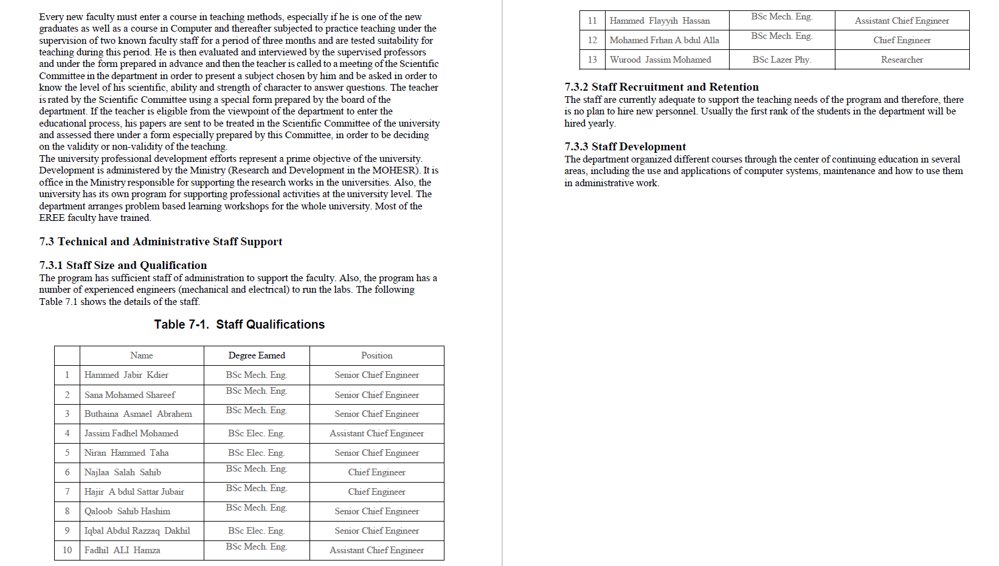 Every new faculty must enter a course in teaching methods, especially if he is one of the new
graduates as well as a course in Computer and thereafter subjected to practice teaching under the
supervision of two known faculty staff for a period of three months and are tested suitability for
teaching during this period. He is then evaluated and interviewed by the supervised professors
and under the form prepared in advance and then the teacher is called to a meeting of the Scientific
Committee in the department in order to present a subject chosen by him and be asked in order to
know the level of his scientific, ability and strength of character to answer questions. The teacher
is rated by the Scientific Committee using a special form prepared by the board of the
department. If the teacher is eligible from the viewpoint of the department to enter the
educational process, his papers are sent to be treated in the Scientific Committee of the university
and assessed there under a form especially prepared by this Committee, in order to be deciding
on the validity or non-validity of the teaching.
The university professional development efforts represent a prime objective of the university.
Development is administered by the Ministry (Research and Development in the MOHESR). It is
office in the Ministry responsible for supporting the research works in the universities. Also, the
university has its own program for supporting professional activities at the university level. The
department arranges problem based learning workshops for the whole university. Most of the
EREE faculty have trained.
7.3 Technical and Administrative Staff Support
7.3.1 Staff Size and Qualification
The program has sufficient staff of administration to support the faculty. Also, the program has a
number of experienced engineers (mechanical and electrical) to run the labs. The following
Table 7.1 shows the details of the staff.
Table 7-1. Staff Qualifications
Name Degree Earned Position
1 Hammed Jabir Kdier BSc Mech. Eng. Senior Chief Engineer
2 Sana Mohamed Shareef BSc Mech. Eng. Senior Chief Engineer
3 Buthaina Asmael Abrahem BSc Mech. Eng. Senior Chief Engineer
4 Jassim Fadhel Mohamed BSc Elec. Eng. Assistant Chief Engineer
5 Niran Hammed Taha BSc Elec. Eng. Senior Chief Engineer
6 Najlaa Salah Sahib BSc Mech. Eng. Chief Engineer
7 Hajir A bdul Sattar Jubair BSc Mech. Eng. Chief Engineer
8 Qaloob Sahib Hashim BSc Mech. Eng. Senior Chief Engineer
9 Iqbal Abdul Razzaq Dakhil BSc Elec. Eng. Senior Chief Engineer
10 Fadhil ALI Hamza BSc Mech. Eng. Assistant Chief Engineer
11 Hammed Flayyih Hassan BSc Mech. Eng. Assistant Chief Engineer
12 Mohamed Frhan A bdul Alla BSc Mech. Eng. Chief Engineer
13 Wurood Jassim Mohamed BSc Lazer Phy. Researcher
7.3.2 Staff Recruitment and Retention
The staff are currently adequate to support the teaching needs of the program and therefore, there
is no plan to hire new personnel. Usually the first rank of the students in the department will be
hired yearly.
7.3.3 Staff Development
The department organized different courses through the center of continuing education in several
areas, including the use and applications of computer systems, maintenance and how to use them
in administrative work.